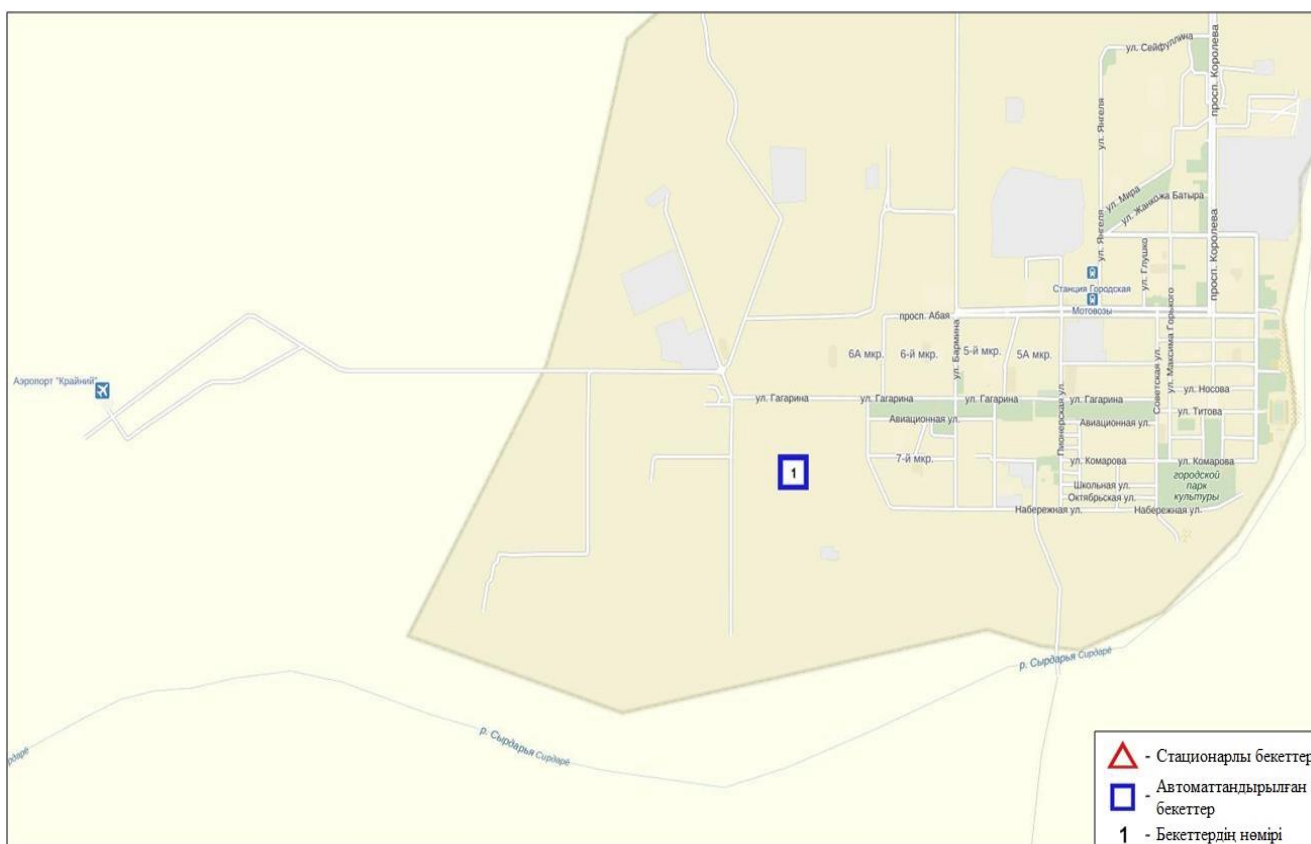 ул. Сейфуллина
просп. Королева
ул. Янгеля
ул. Мира
ул. Жанкожа Батыра
ул. Янгеля
просп. Королева
ул. Глушко
Станция Городская
Мотовозы
ул. Максима Горького
просп. Абая
6А мкр.
6-й мкр.
ул. Бармина
5-й мкр.
5А мкр.
Советская ул.
Аэропорт "Крайний"
ул. Носова
ул. Гагарина
ул. Гагарина
ул. Гагарина
ул. Гагарина
ул. Титова
Авиационная ул.
Пионерская ул.
Авиационная ул.
7-й мкр.
ул. Комарова
ул. Комарова
1
городской
парк
культуры
Школьная ул.
Октябрьская ул.
Набережная ул.
Набережная ул.
р. Сырдарья Сирдарё
р. Сырдарья Сирдарё
рдарё
- Стационарлы бекеттер
- Автоматтандырылған
бекеттер
1 - Бекеттердің нөмірі